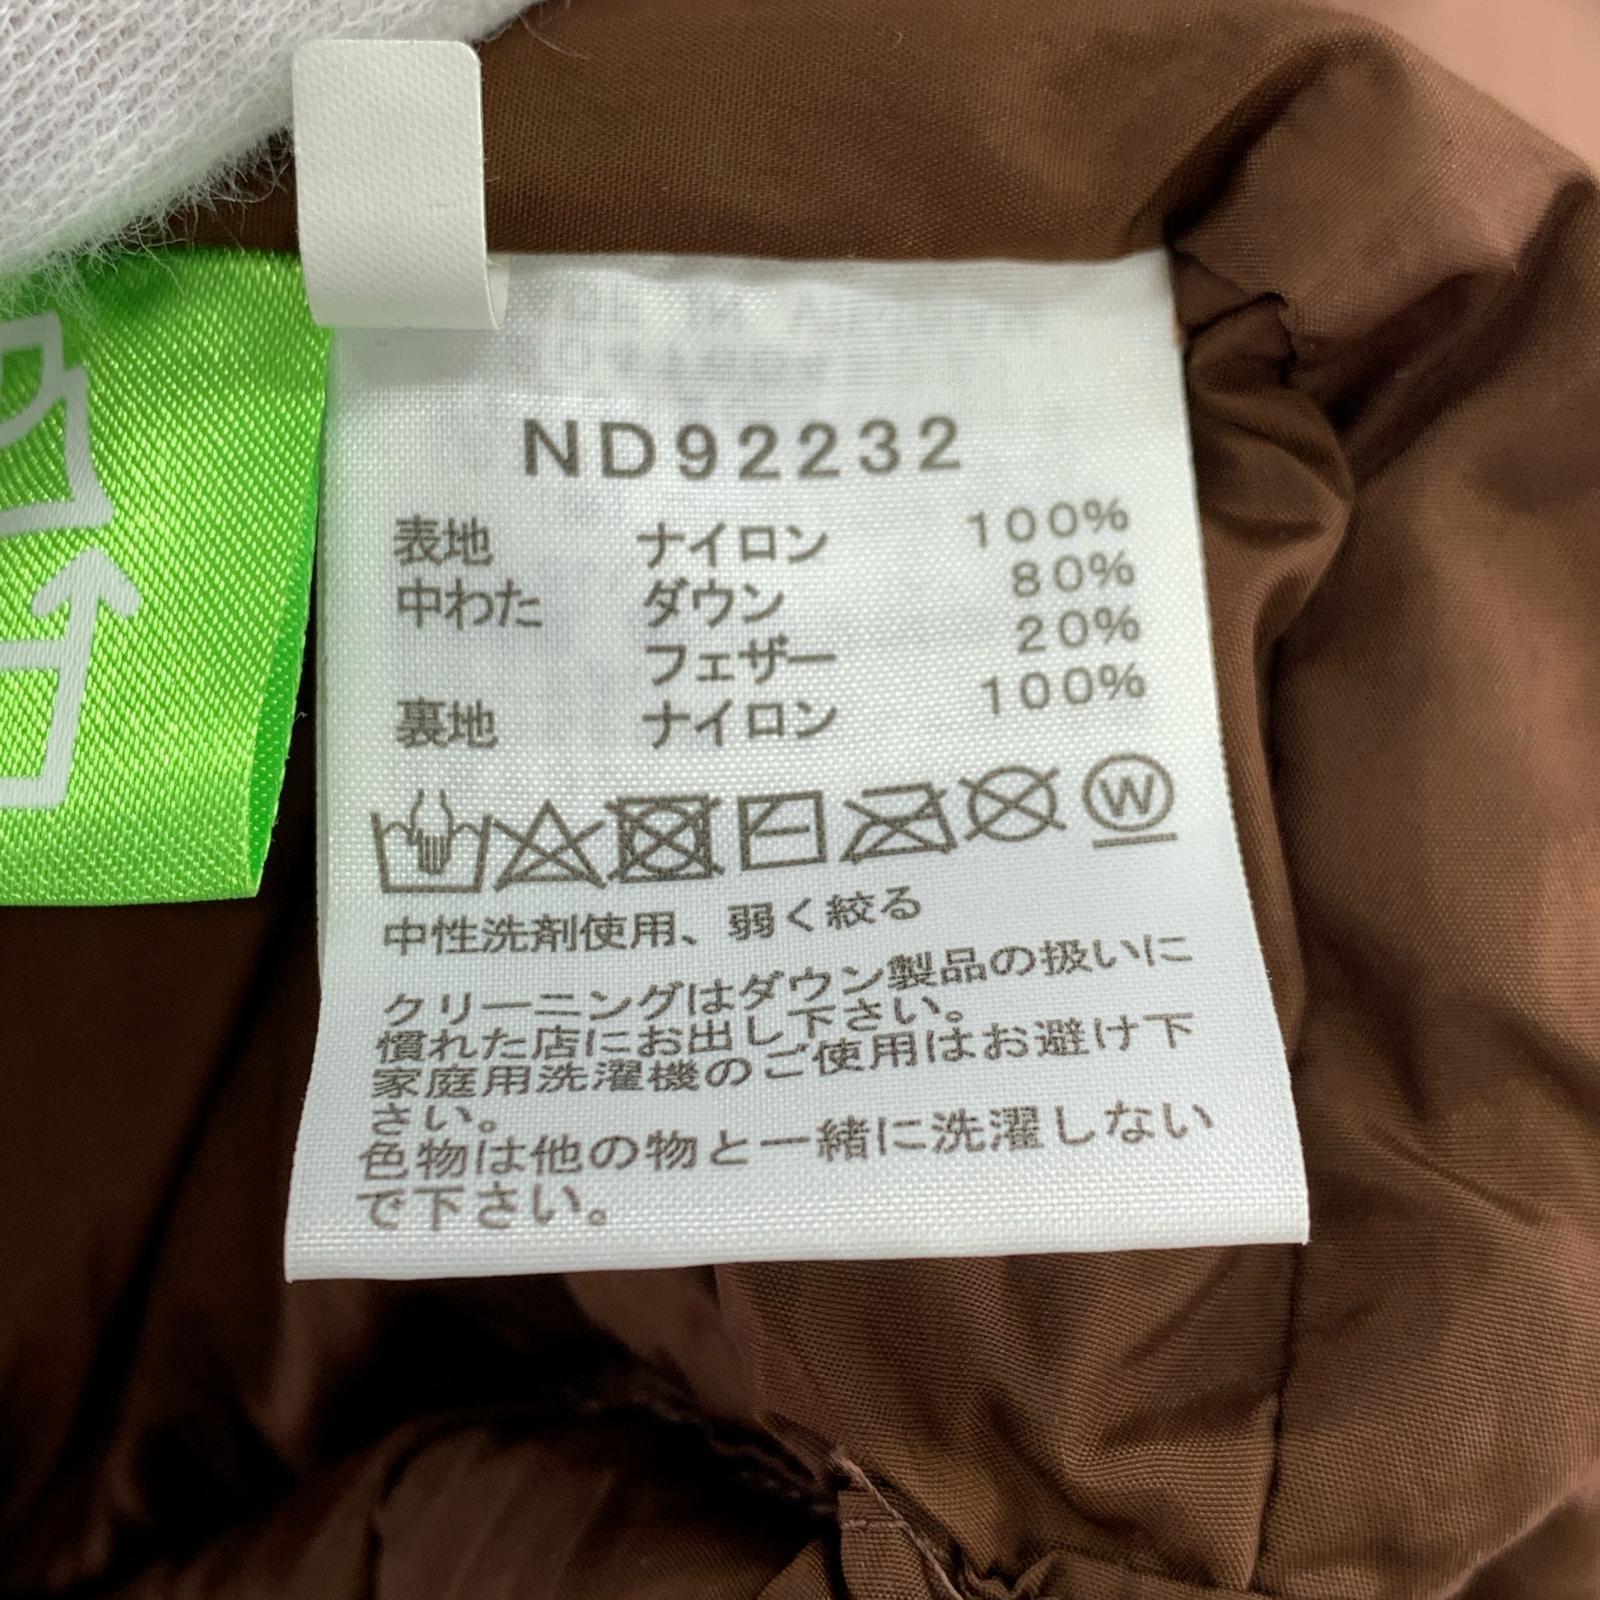 ND92232
表地 ナイロン 100%
中わた ダウン 80%
フェザー 20%
裏地 ナイロン 100%
W
中性洗剤使用、弱く絞る
クリーニングはダウン製品の扱いに
慣れた店にお出し下さい。
家庭用洗濯機のご使用はお避け下
さい。
色物は他の物と一緒に洗濯しない
で下さい。